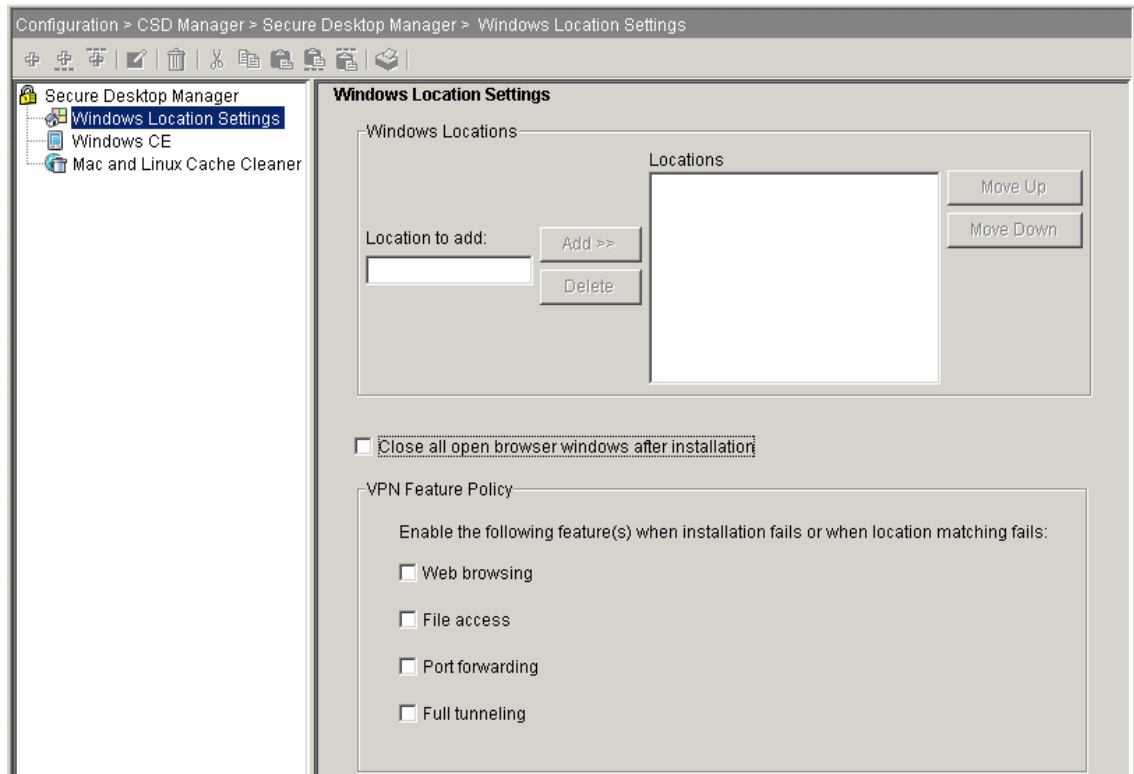 Configuration > CSD Manager > Secure Desktop Manager > Windows Location Settings
Secure Desktop Manager
Windows Location Settings
Windows CE
Mac and Linux Cache Cleaner
Windows Location Settings
Windows Locations
Locations
Move Up
Move Down
Location to add:
Add >>
Delete
Close all open browser windows after installation
VPN Feature Policy
Enable the following feature(s) when installation fails or when location matching fails:
Web browsing
File access
Port forwarding
Full tunneling